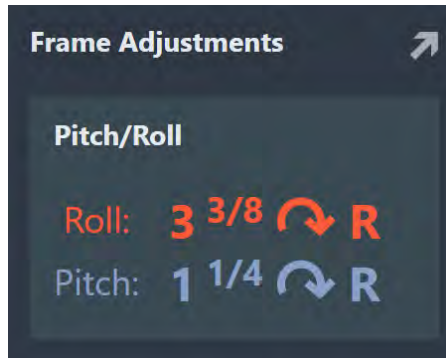 Frame Adjustments
Pitch/Roll
Roll: 3 3/8 R
Pitch: 1 1/4 R